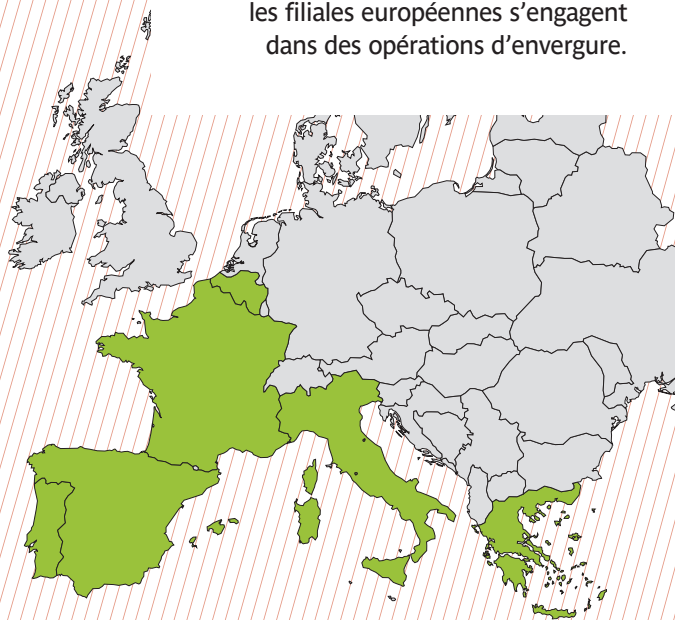 les filiales européennes s’engagent
dans des opérations d’envergure.